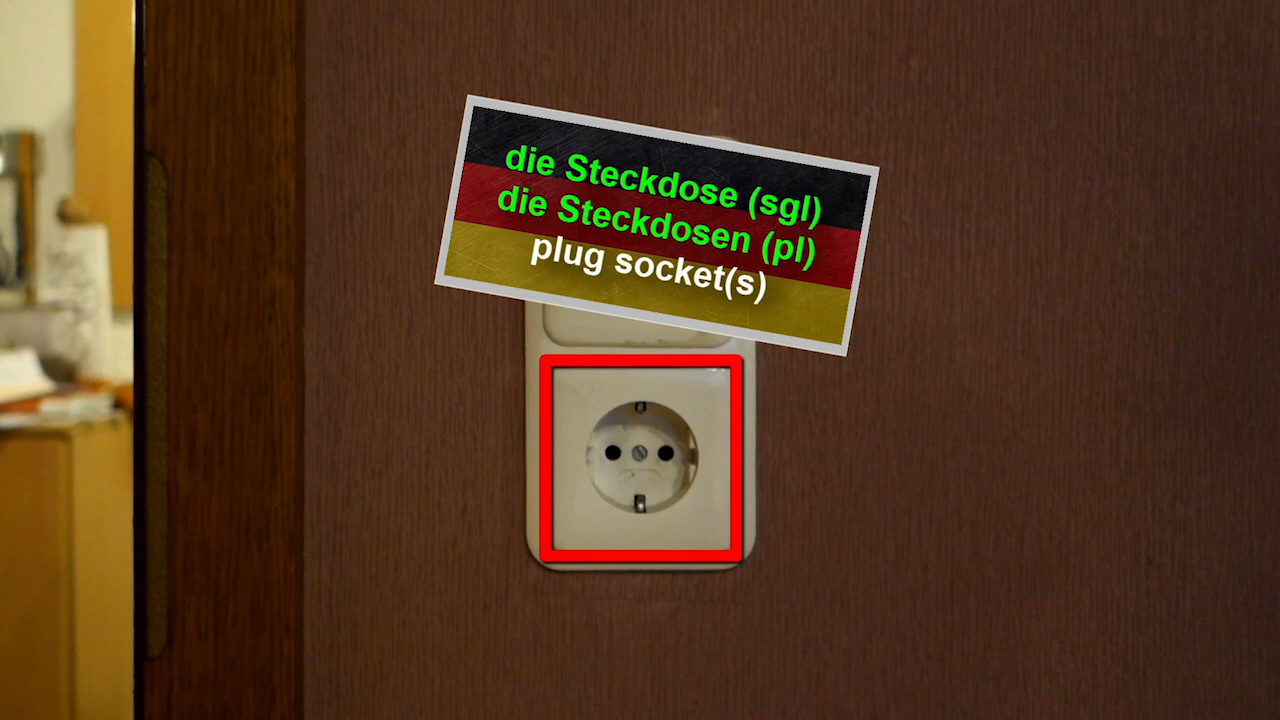 die Steckdose (sgl)
die Steckdosen (pl)
plug socket(s)